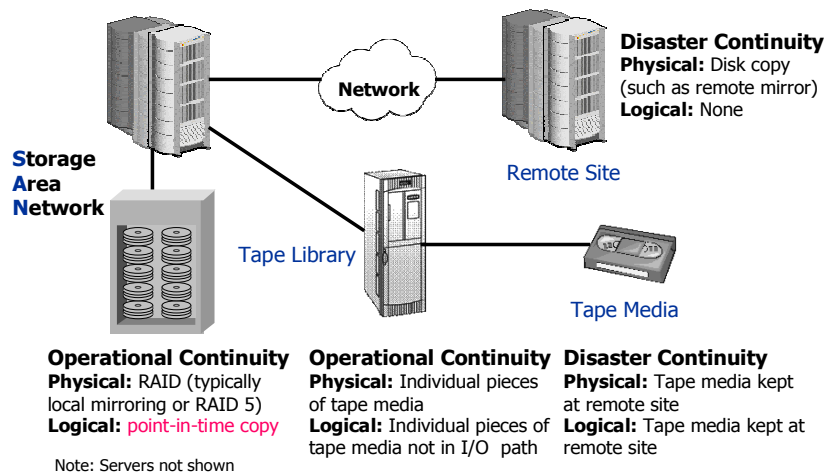 Network
Disaster Continuity
Physical: Disk copy
(such as remote mirror)
Logical: None
Remote Site
Storage
Area
Network
Tape Library
Tape Media
Operational Continuity
Physical: RAID (typically
local mirroring or RAID 5)
Logical: point-in-time copy
Operational Continuity
Physical: Individual pieces
of tape media
Logical: Individual pieces of
tape media not in I/O path
Disaster Continuity
Physical: Tape media kept
at remote site
Logical: Tape media kept at
remote site
Note: Servers not shown